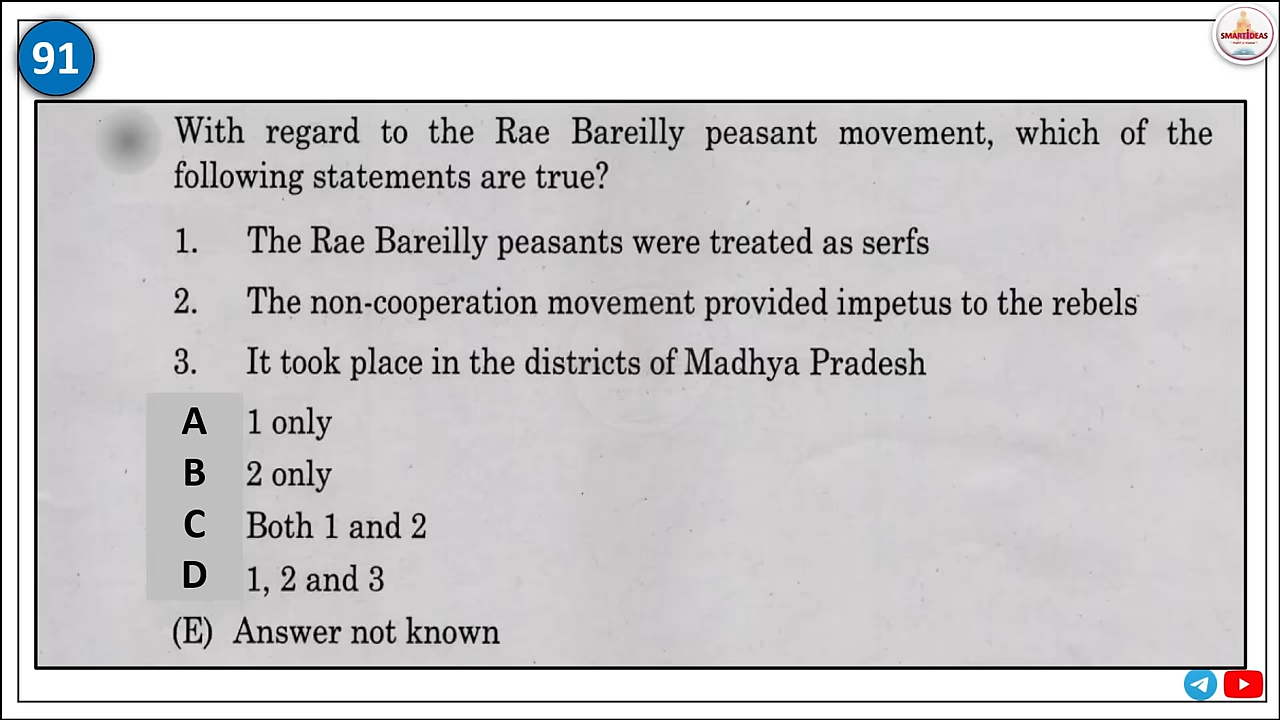 91
SMARTIDEAS
With regard to the Rae Bareilly peasant movement, which of the
following statements are true?
1. The Rae Bareilly peasants were treated as serfs
2. The non-cooperation movement provided impetus to the rebels
3. It took place in the districts of Madhya Pradesh
A 1 only
B 2 only
C Both 1 and 2
D 1, 2 and 3
(E) Answer not known